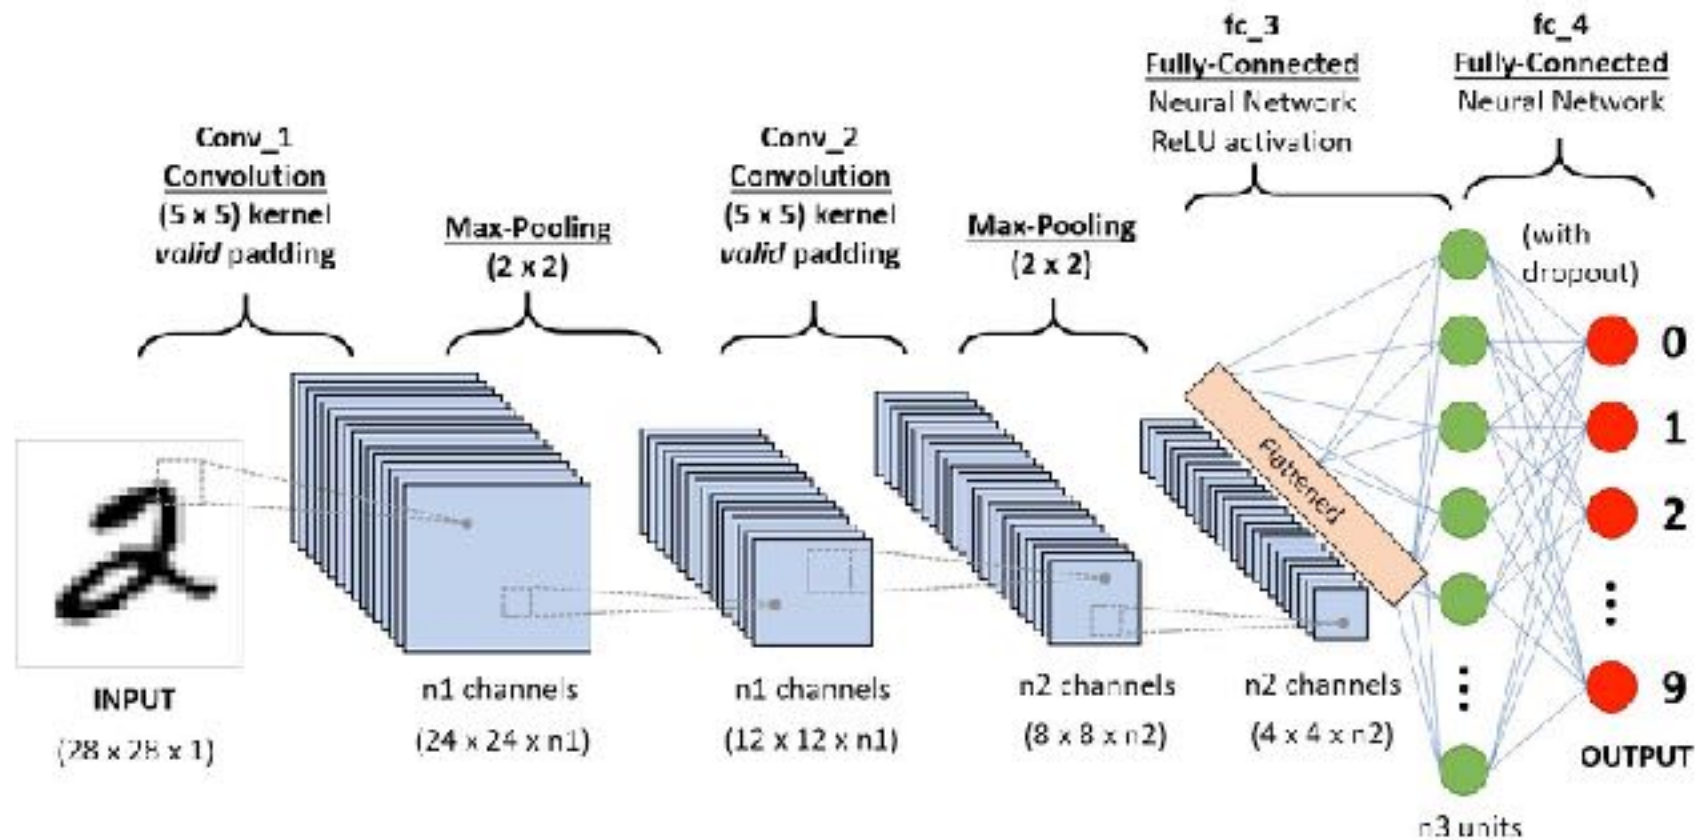 fc_3
Fully-Connected
Neural Network
ReLU activation
fc_4
Fully-Connected
Neural Network
Conv_1
Convolution
(5 x 5) kernel
valid padding
Max-Pooling
(2 x 2)
Conv_2
Convolution
(5 x 5) kernel
valid padding
Max-Pooling
(2 x 2)
(with
dropout)
0
1
2
9
Flattened
INPUT
(28 x 28 x 1)
n1 channels
(24 x 24 x n1)
n1 channels
(12 x 12 x n1)
n2 channels
(8 x 8 x n2)
n2 channels
(4 x 4 x n2)
OUTPUT
n3 units